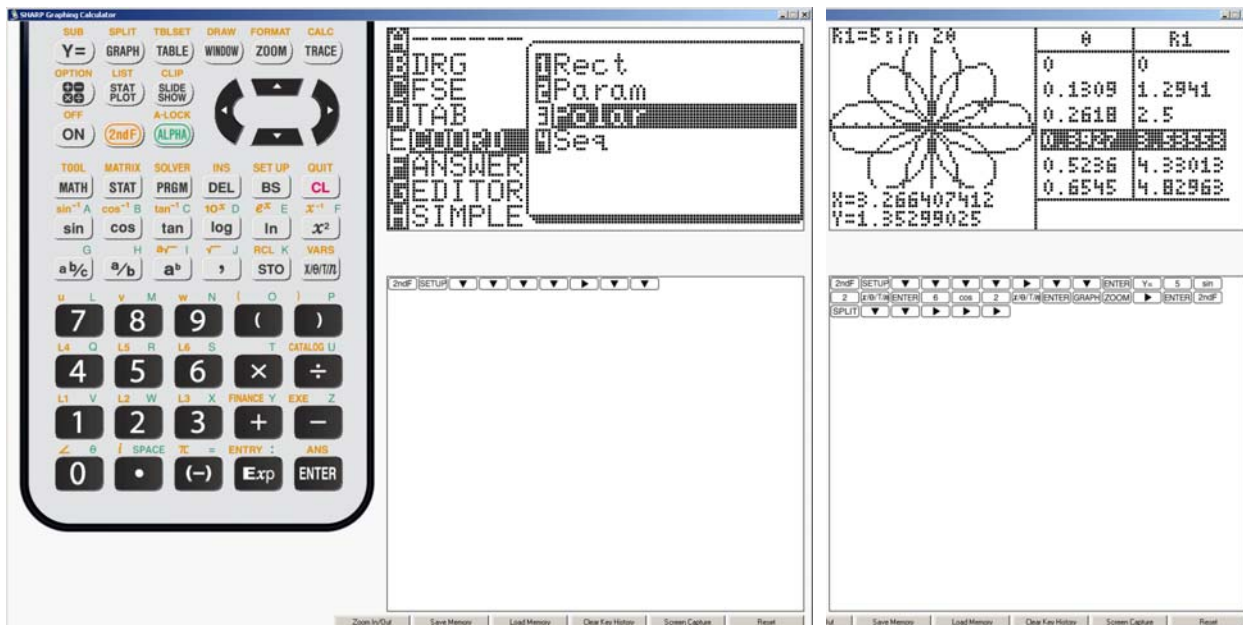 SHARP Graphing Calculator
SUB SPLIT TBLSET DRAW FORMAT CALC
Y= GRAPH TABLE WINDOW ZOOM TRACE
OPTION LIST CLIP
STAT PLOT SLIDE SHOW
OFF A-LOCK
ON 2ndF ALPHA
TOOL MATRIX SOLVER INS SET UP QUIT
MATH STAT PRGM DEL BS CL
sin⁻¹ A cos⁻¹ B tan⁻¹ C 10ˣ D eˣ E x⁻¹ F
sin cos tan log ln x²
G H a√ I √ J RCL K VARS
a b/c a/b aᵇ , STO X/θ/T/n
u L v M w N ( O ) P
7 8 9 ( )
L4 Q L5 R L6 S T CATALOG U
4 5 6 × ÷
L1 V L2 W L3 X FINANCE Y EXE Z
1 2 3 + −
∠ θ i SPACE π = ENTRY : ANS
0 • (−) Exp ENTER
A ------
B DRG
C FSE
D TAB
E COORD
F ANSWER
G EDITOR
H SIMPLE
1 Rect
2 Param
3 Polar
4 Seq
2ndF SETUP ▼ ▼ ▼ ▼ ▶ ▼ ▼
Zoom In/Out Save Memory Load Memory Clear Key History Screen Capture Reset
R1=5sin 2θ
X=3.266407412
Y=1.35299025
θ R1
0 0
0.1309 1.2941
0.2618 2.5
0.3927 3.53553
0.5236 4.33013
0.6545 4.82963
2ndF SETUP ▼ ▼ ▼ ▼ ▶ ▼ ▼ ENTER Y= 5 sin
2 X/θ/T/n ENTER 6 cos 2 X/θ/T/n ENTER GRAPH ZOOM ▶ ENTER 2ndF
SPLIT ▼ ▼ ▶ ▶ ▶
ut Save Memory Load Memory Clear Key History Screen Capture Reset